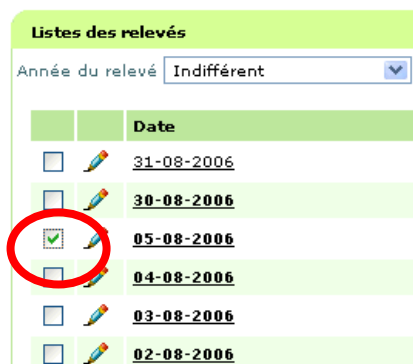 Listes des relevés
Année du relevé Indifférent
Date
31-08-2006
30-08-2006
05-08-2006
04-08-2006
03-08-2006
02-08-2006